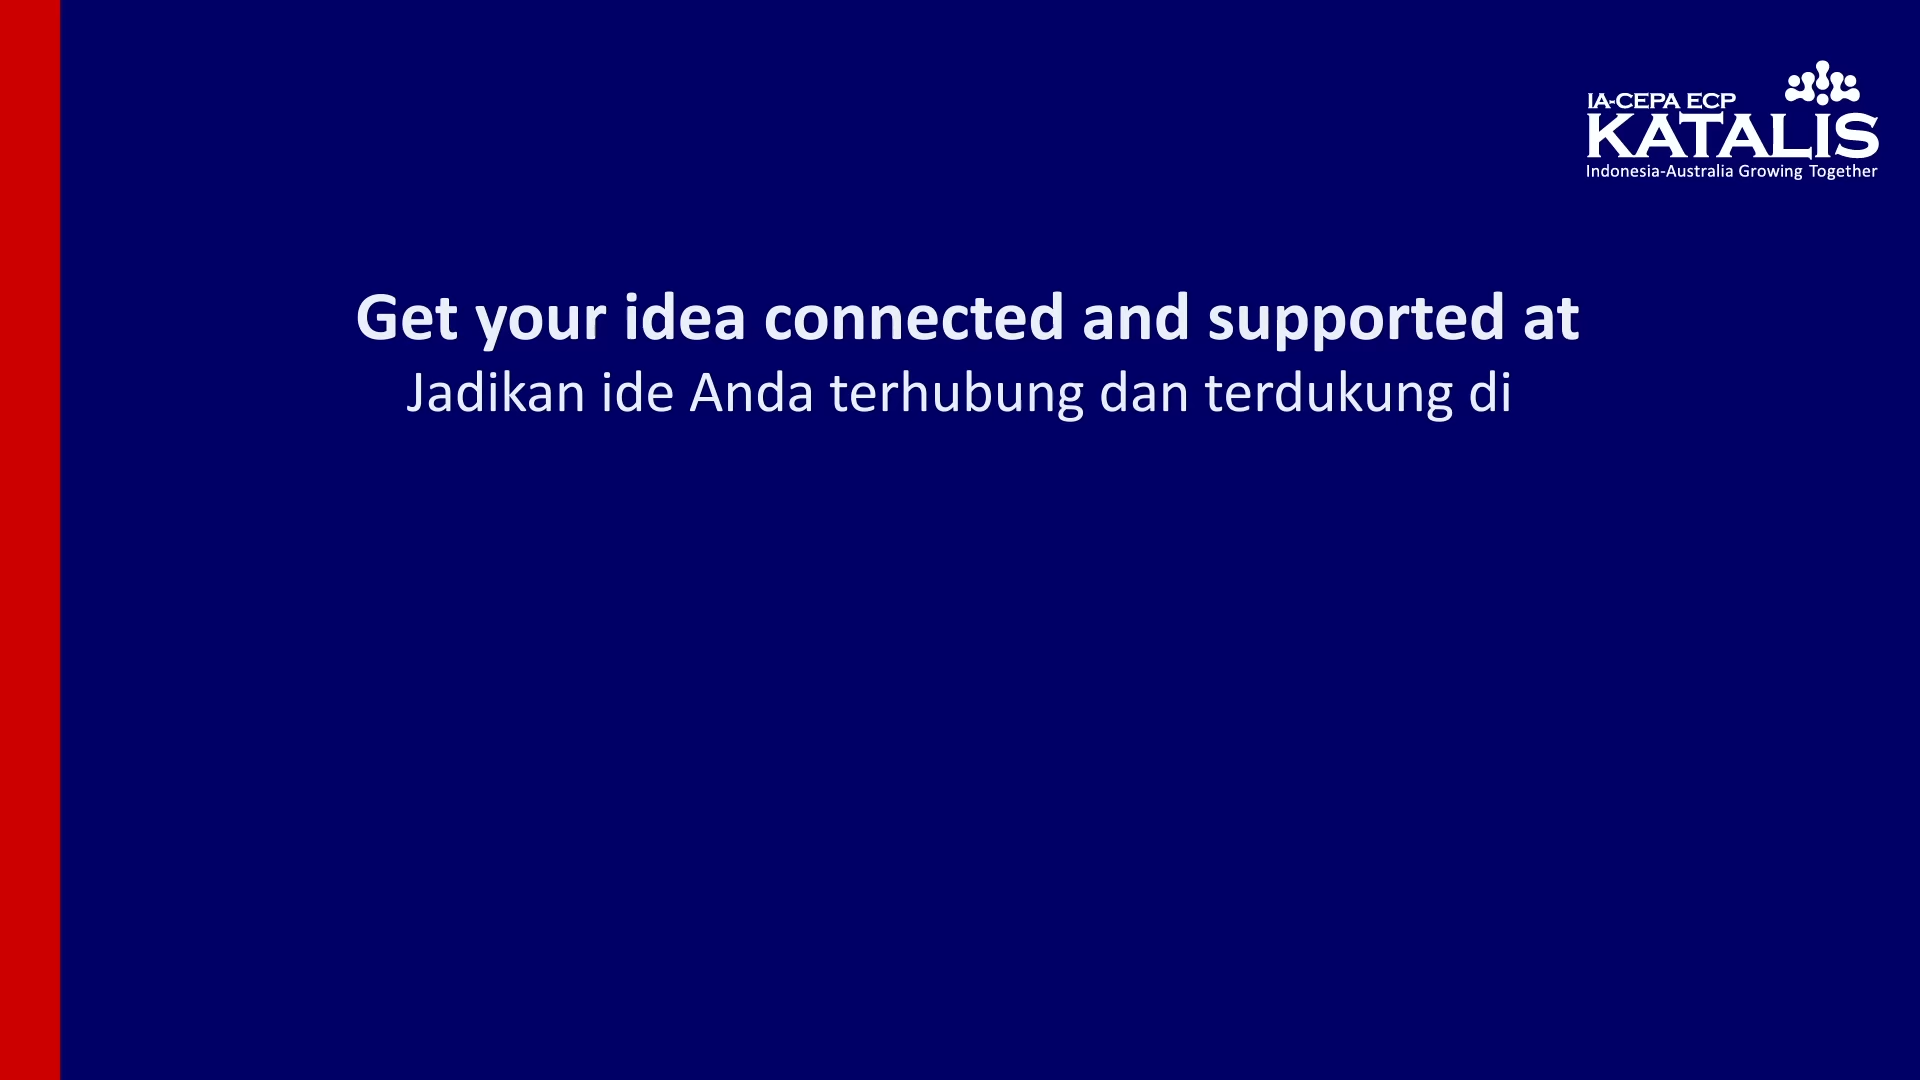 IA-CEPA ECP
KATALIS
Indonesia-Australia Growing Together
Get your idea connected and supported at
Jadikan ide Anda terhubung dan terdukung di